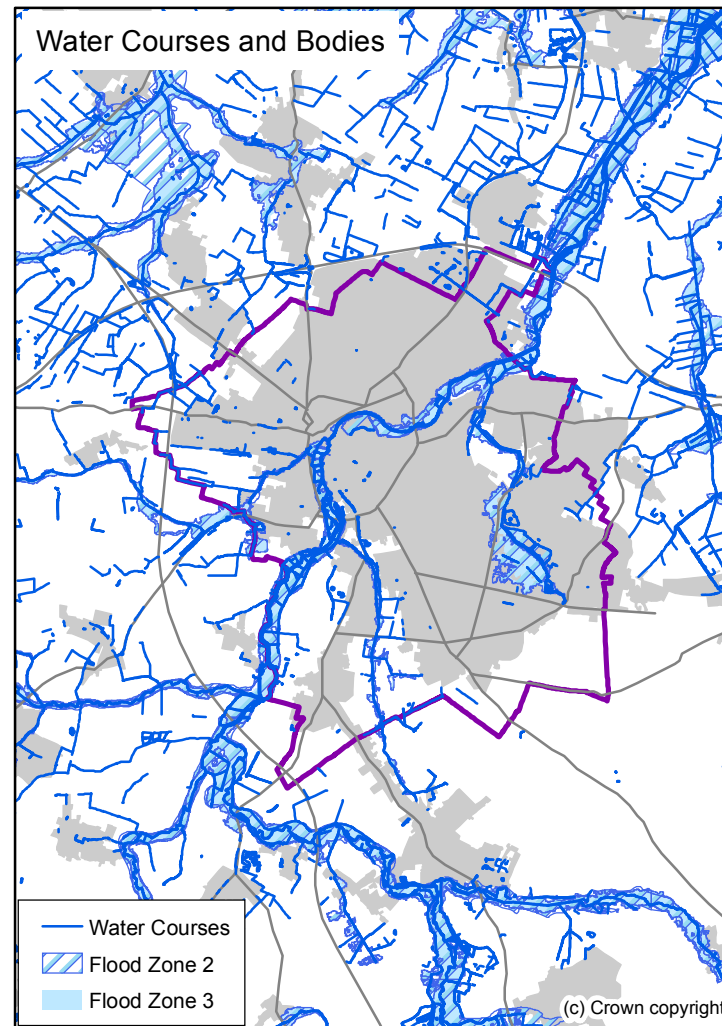 Water Courses and Bodies
Water Courses
Flood Zone 2
Flood Zone 3
(c) Crown copyright